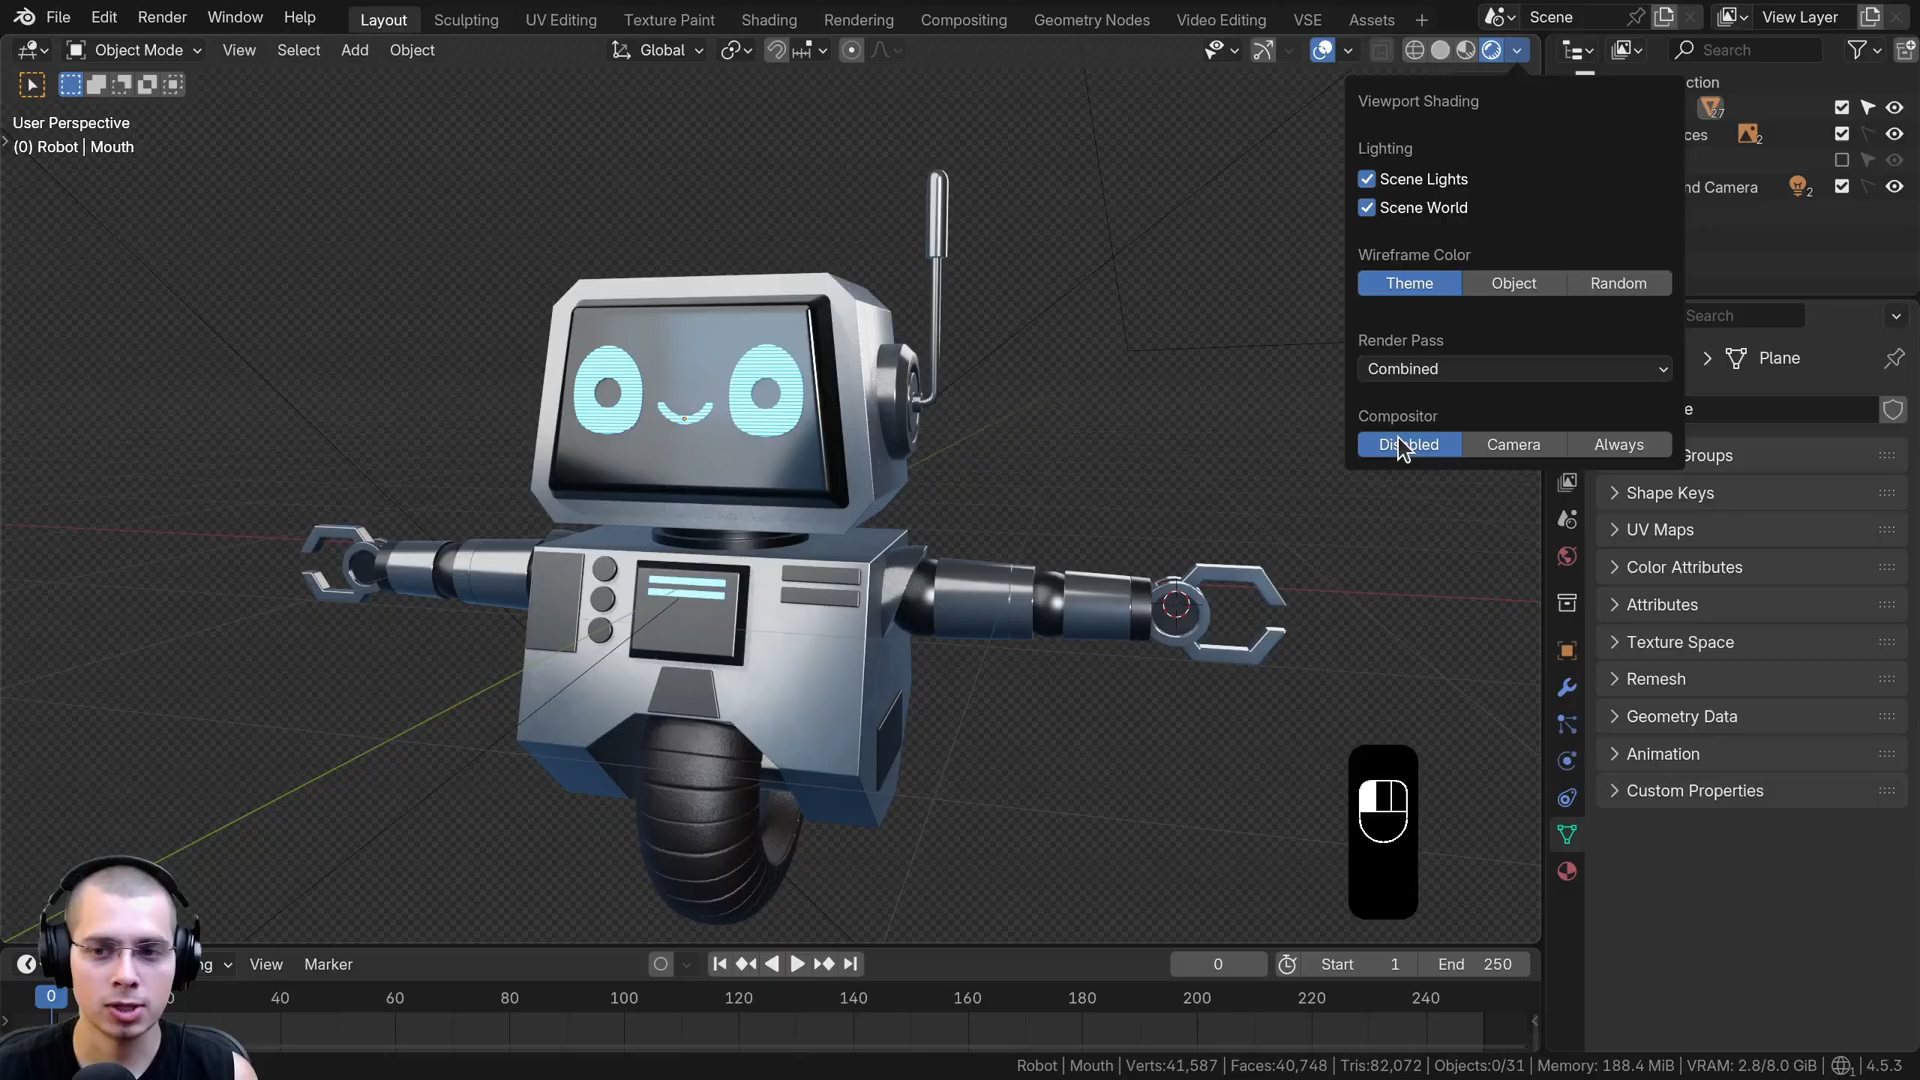 File Edit Render Window Help Layout Sculpting UV Editing Texture Paint Shading Rendering Compositing Geometry Nodes Video Editing VSE Assets + Scene View Layer
Object Mode View Select Add Object Global Search
User Perspective
(0) Robot | Mouth
Viewport Shading
Lighting
Scene Lights
Scene World
Wireframe Color
Theme Object Random
Render Pass
Combined
Compositor
Disabled Camera Always
ction
27
ces 2
nd Camera 2
Search
Plane
e
Groups
Shape Keys
UV Maps
Color Attributes
Attributes
Texture Space
Remesh
Geometry Data
Animation
Custom Properties
ng View Marker 0 Start 1 End 250
0 0 40 60 80 100 120 140 160 180 200 220 240
Robot | Mouth | Verts:41,587 | Faces:40,748 | Tris:82,072 | Objects:0/31 | Memory: 188.4 MiB | VRAM: 2.8/8.0 GiB | 1 | 4.5.3